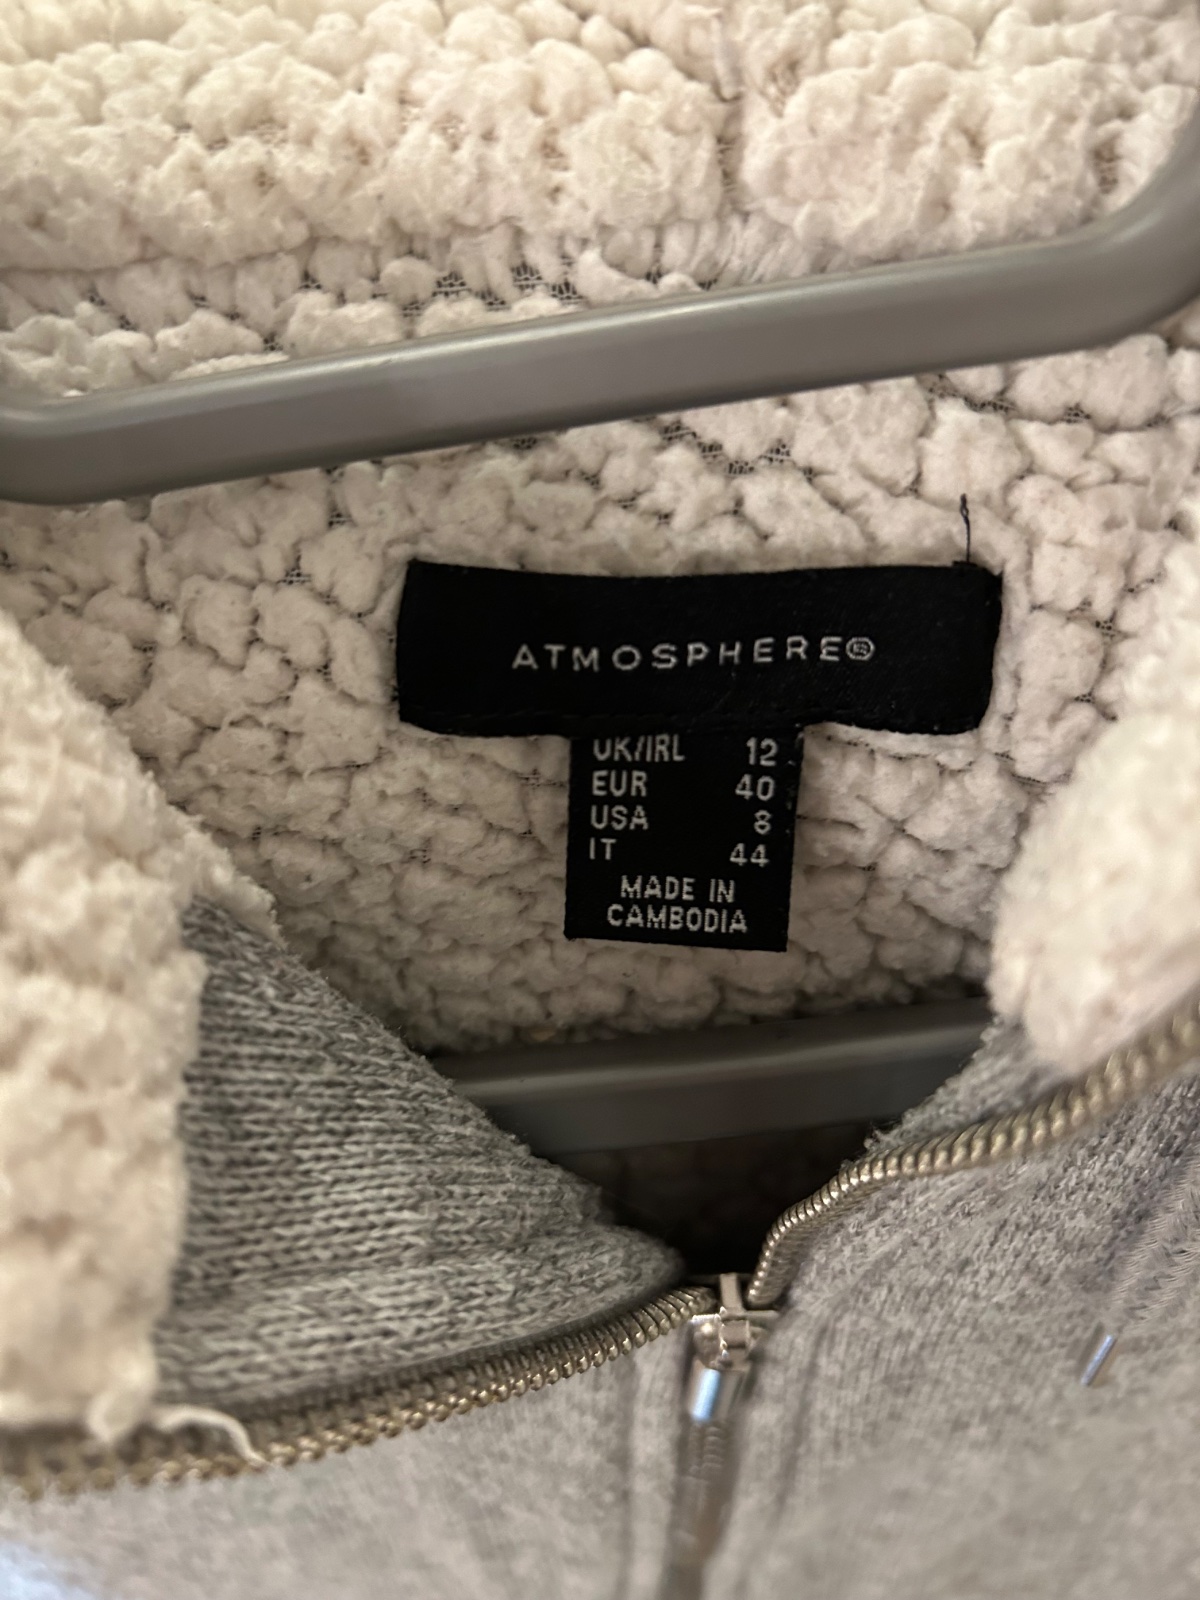 ATMOSPHERE®
UK/IRL 12
EUR 40
USA 8
IT 44
MADE IN
CAMBODIA